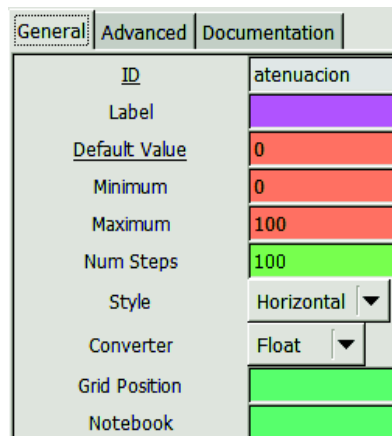 General Advanced Documentation
ID atenuacion
Label
Default Value 0
Minimum 0
Maximum 100
Num Steps 100
Style Horizontal
Converter Float
Grid Position
Notebook